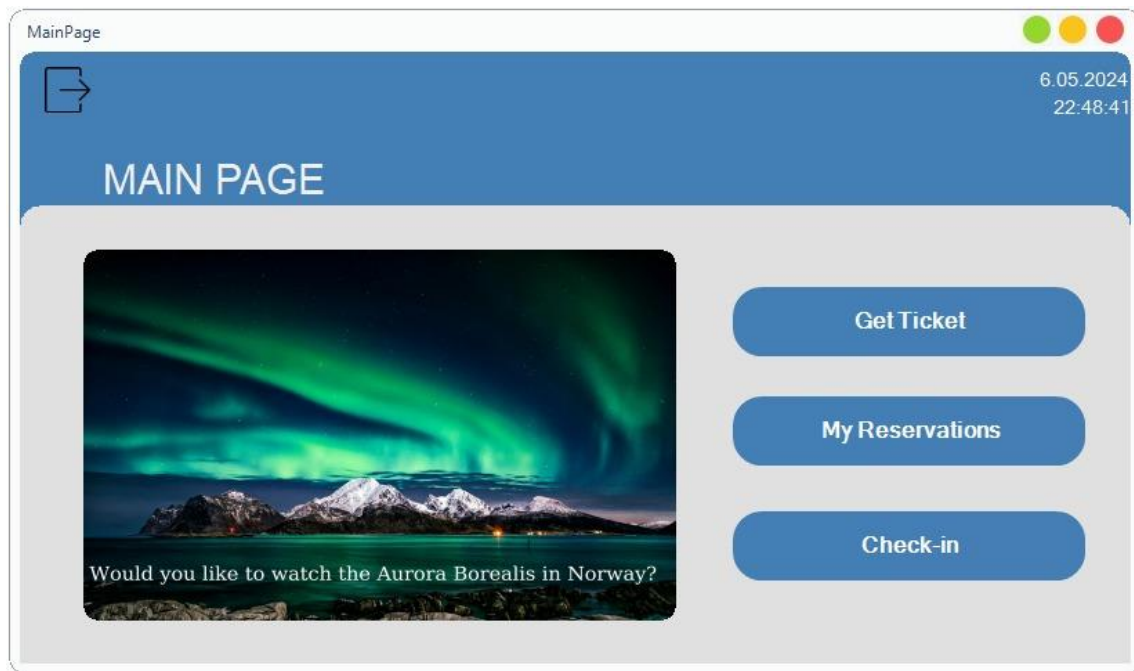 MainPage
6.05.2024
22:48:41
MAIN PAGE
Get Ticket
My Reservations
Check-in
Would you like to watch the Aurora Borealis in Norway?